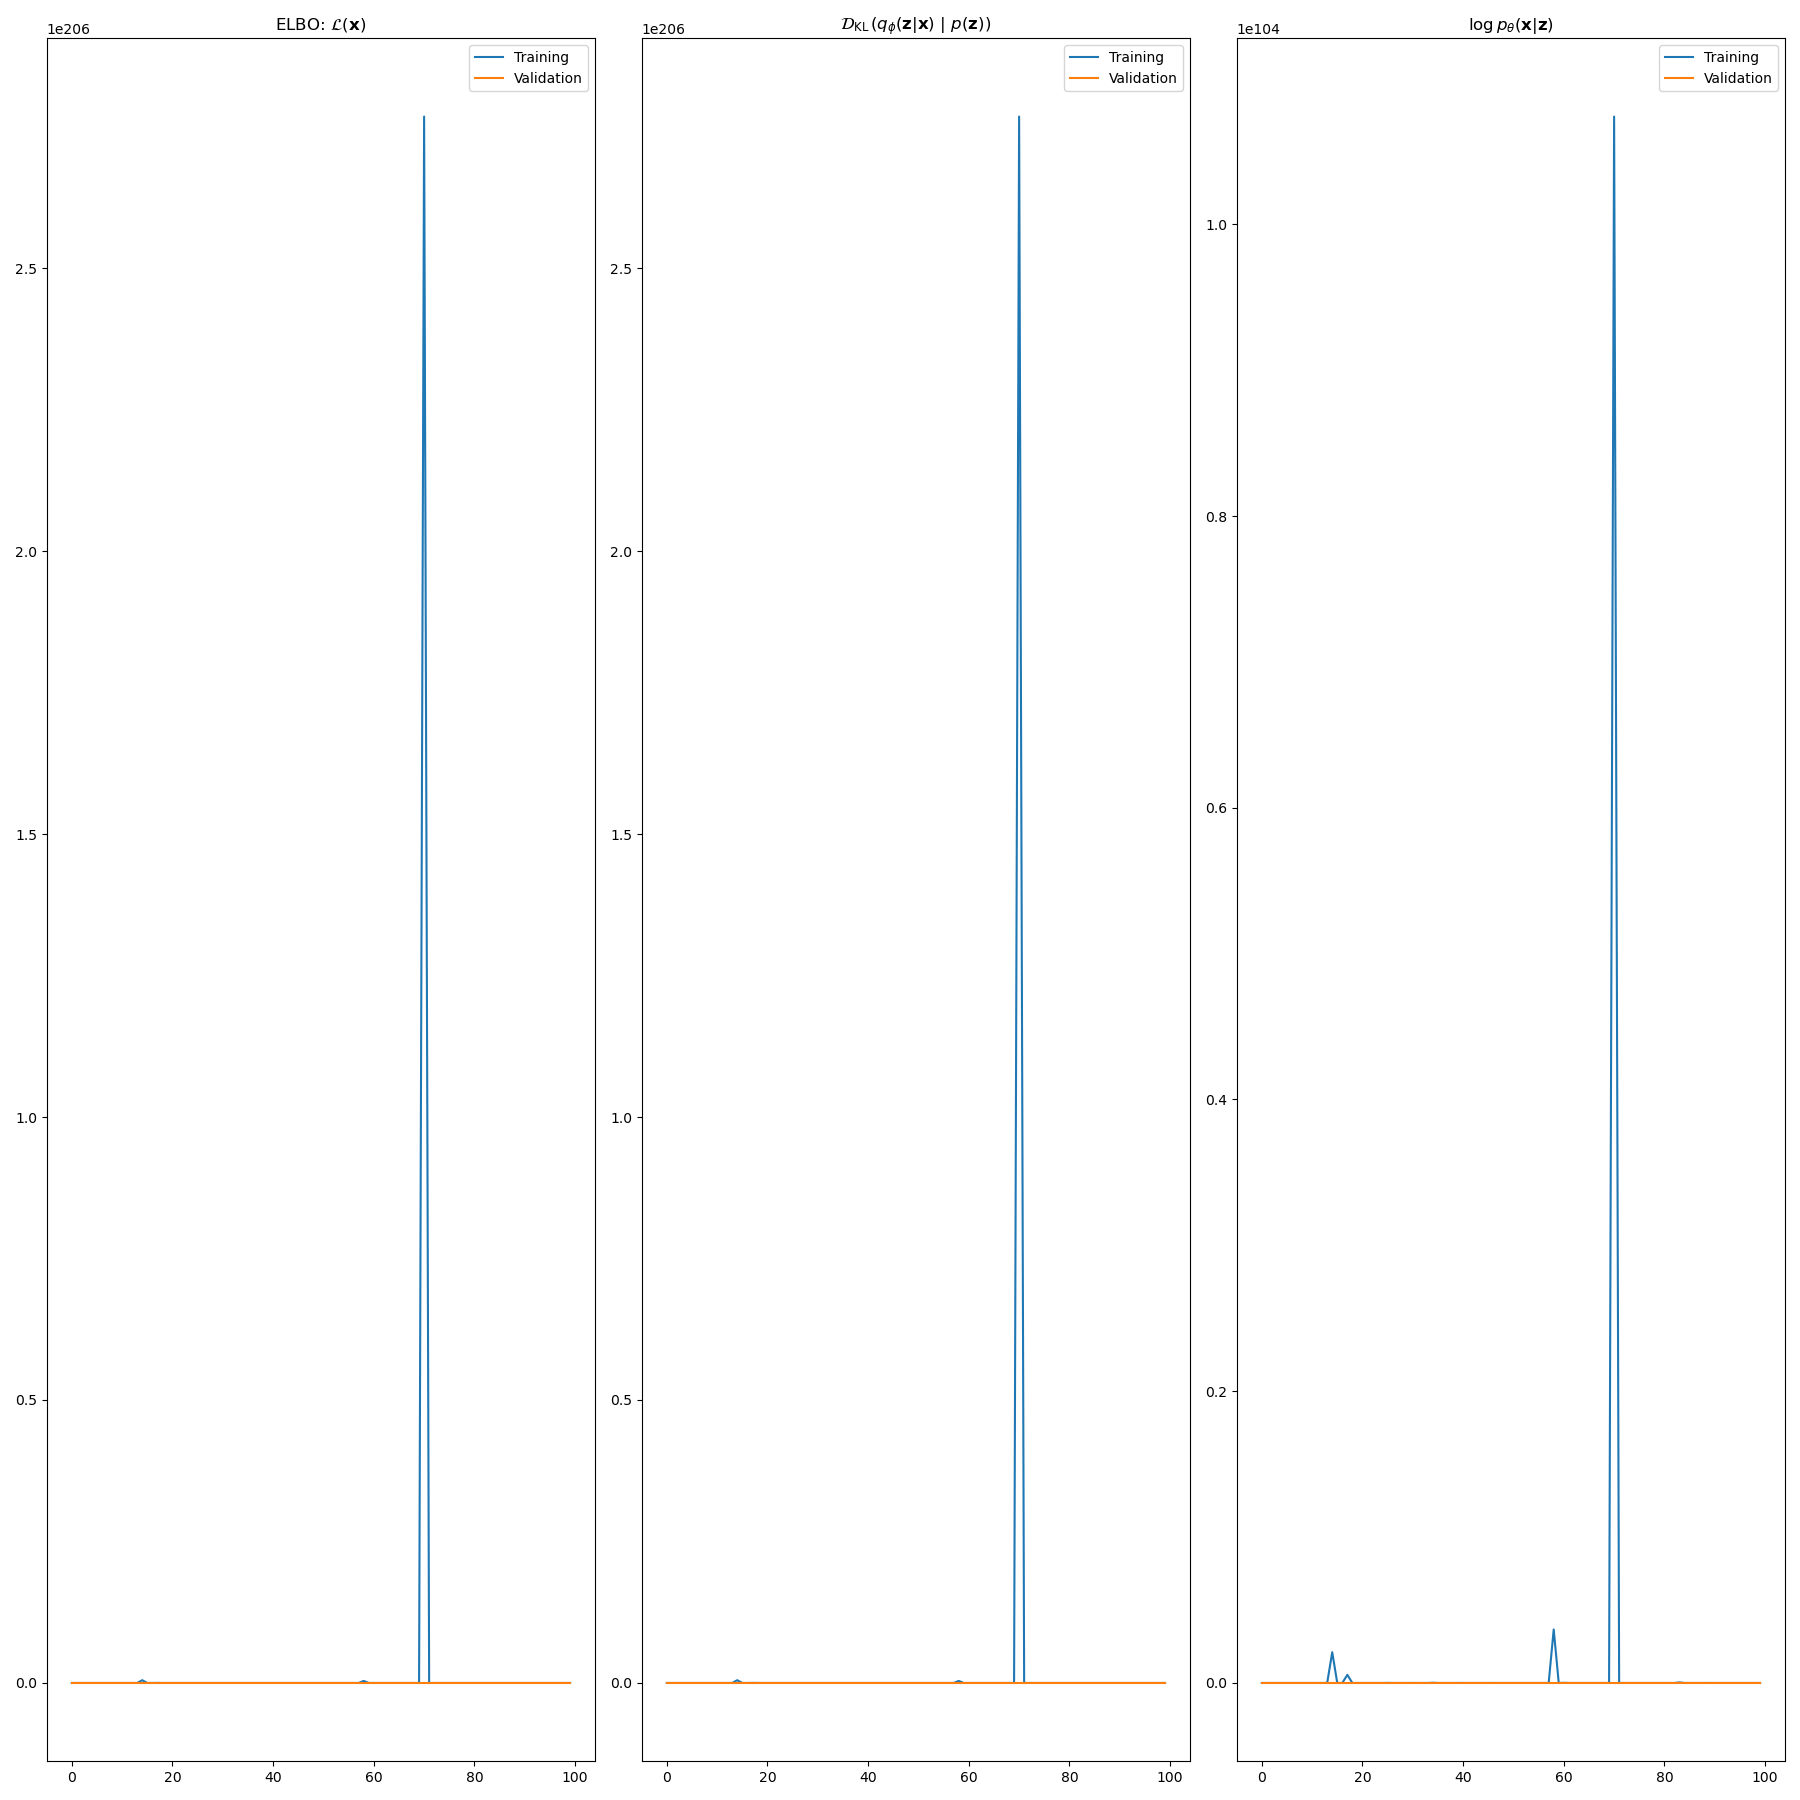 ELBO: ℒ(𝐱)
1e206
Training
Validation
2.5
2.0
1.5
1.0
0.5
0.0
0 20 40 60 80 100
𝒟KL(qϕ(𝐳|𝐱) | p(𝐳))
1e206
Training
Validation
2.5
2.0
1.5
1.0
0.5
0.0
0 20 40 60 80 100
log pθ(𝐱|𝐳)
1e104
Training
Validation
1.0
0.8
0.6
0.4
0.2
0.0
0 20 40 60 80 100